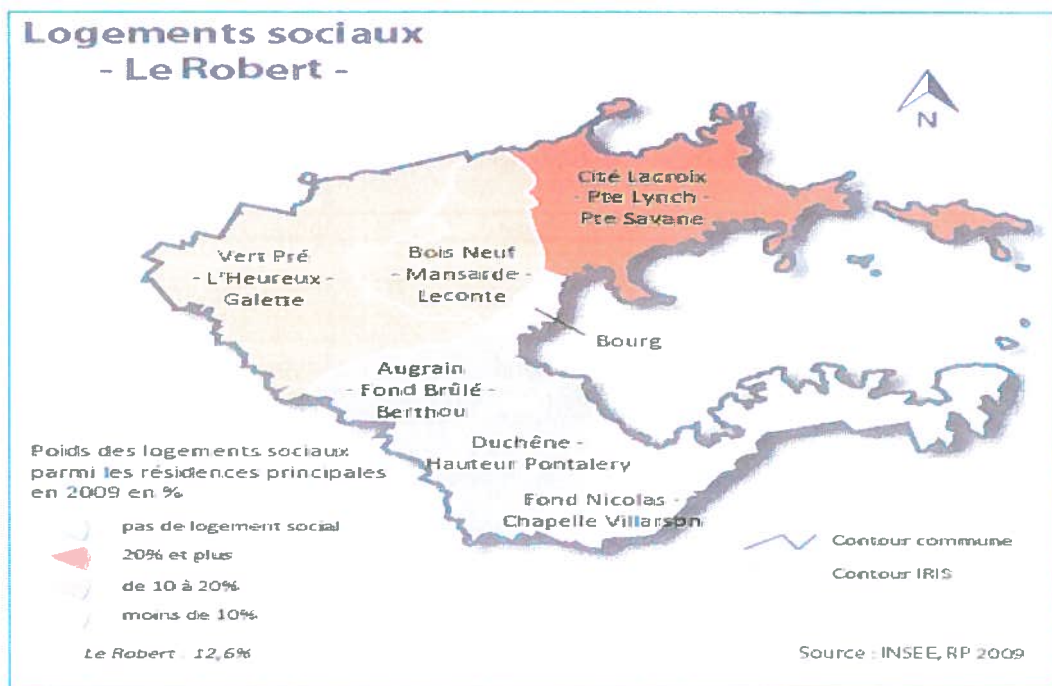 Logements sociaux
- Le Robert -
N
Cité Lacroix
- Pte Lynch -
Pte Savane
Vert Pré
- L'Heureux -
Galette
Bois Neuf
- Mansarde -
Leconte
Bourg
Augrain
- Fond Brûlé -
Berthou
Duchêne -
Hauteur Pontalery
Fond Nicolas -
Chapelle Villarson
Poids des logements sociaux
parmi les résidences principales
en 2009 en %
pas de logement social
20% et plus
de 10 à 20%
moins de 10%
Le Robert : 12,6%
Contour commune
Contour IRIS
Source : INSEE, RP 2009